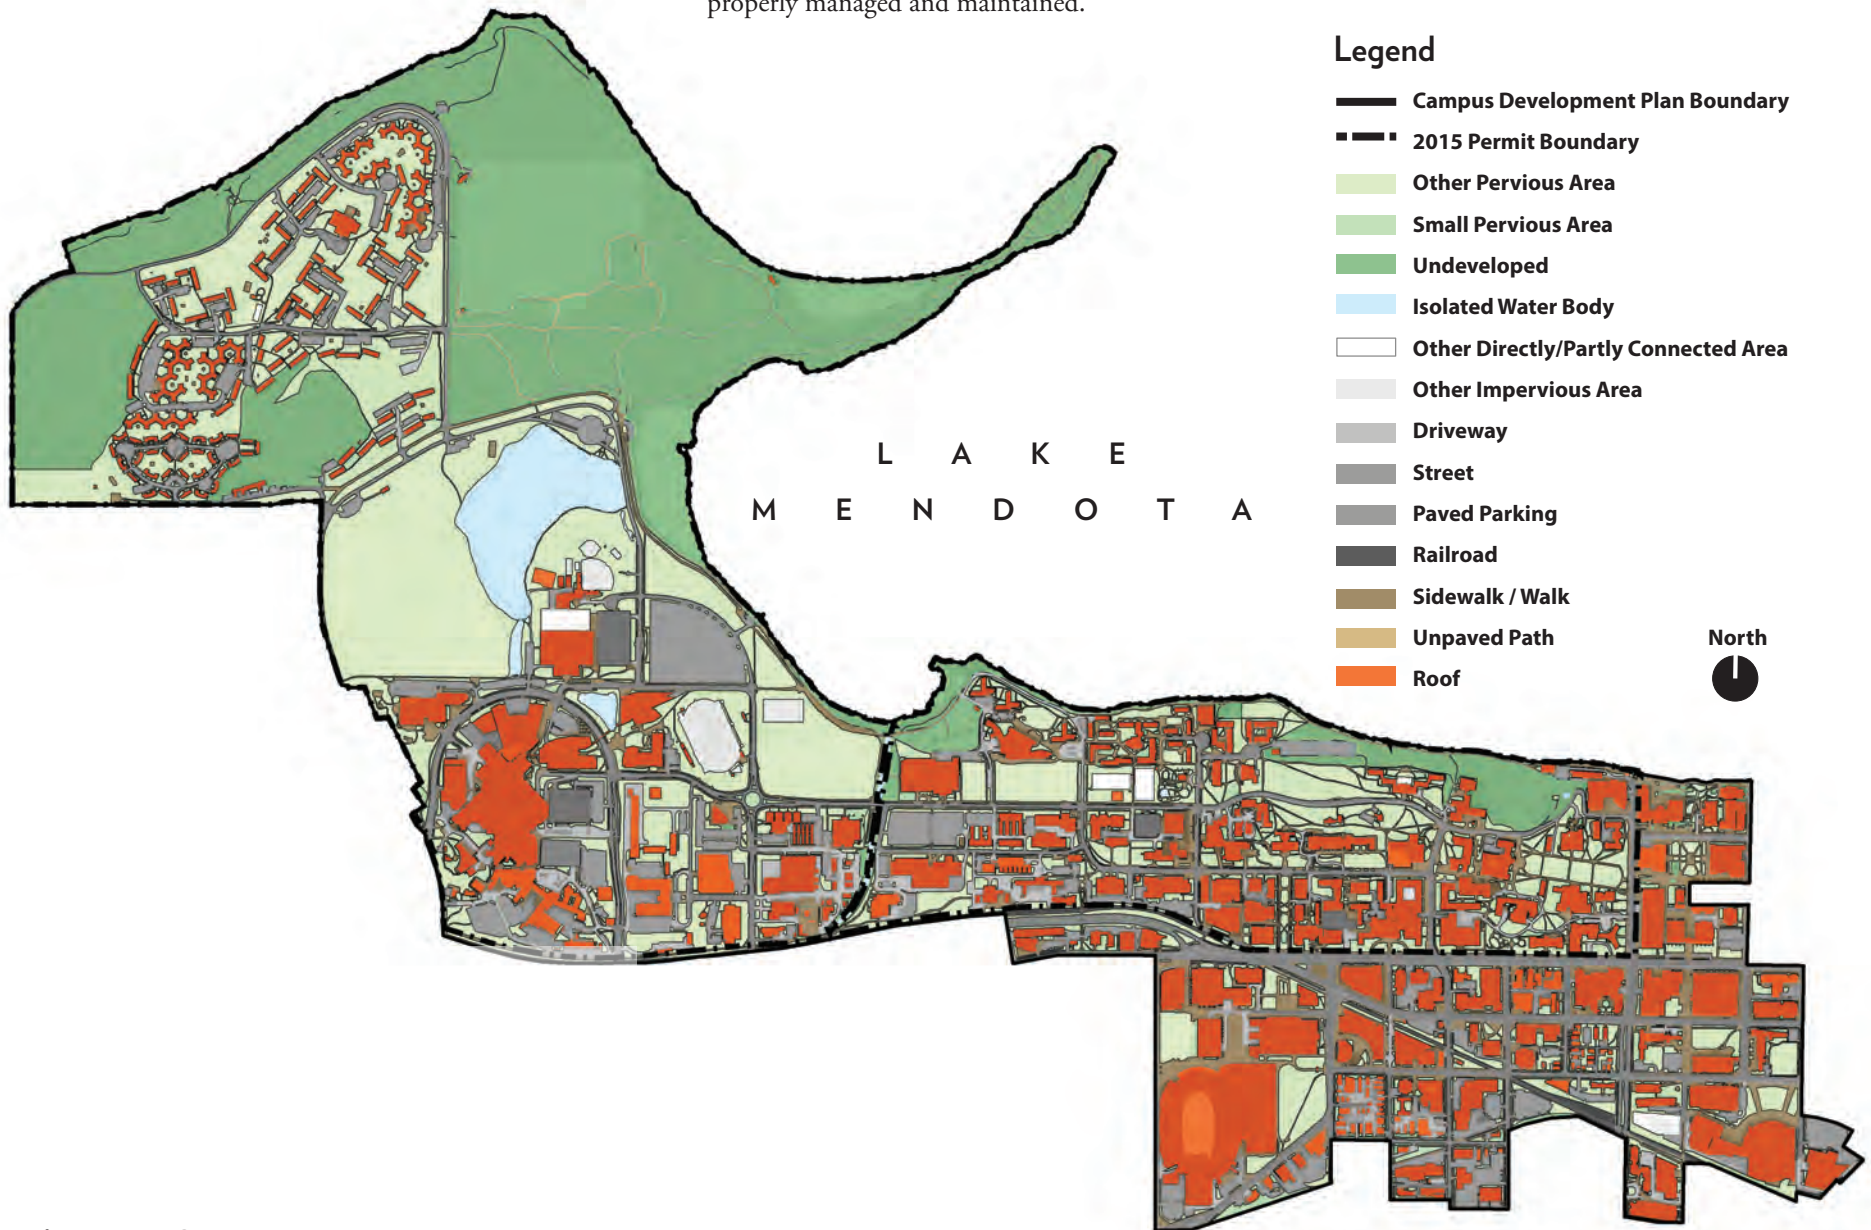 properly managed and maintained.
Legend
Campus Development Plan Boundary
2015 Permit Boundary
Other Pervious Area
Small Pervious Area
Undeveloped
Isolated Water Body
Other Directly/Partly Connected Area
Other Impervious Area
Driveway
Street
Paved Parking
Railroad
Sidewalk / Walk
Unpaved Path
Roof
North
LAKE
MENDOTA